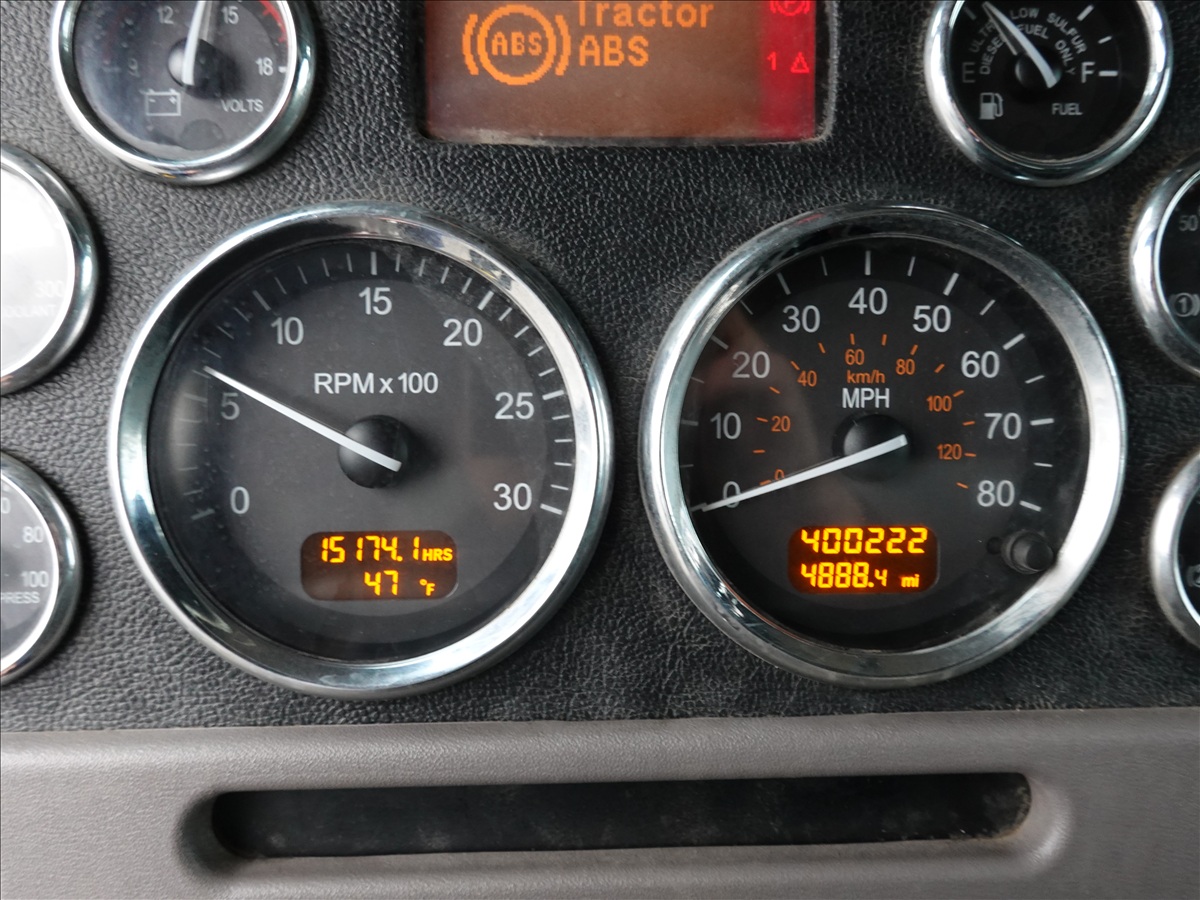 12 15 18
VOLTS
ABS
Tractor
ABS
1
ULTRA LOW SULFUR
DIESEL FUEL ONLY
E F
FUEL
300
50
80
100
PRESS
0 5 10 15 20 25 30
RPM x 100
15174.1 HRS
47 °F
0 10 20 30 40 50 60 70 80
0 20 40 60 80 100 120
km/h
MPH
400222
4888.4 mi